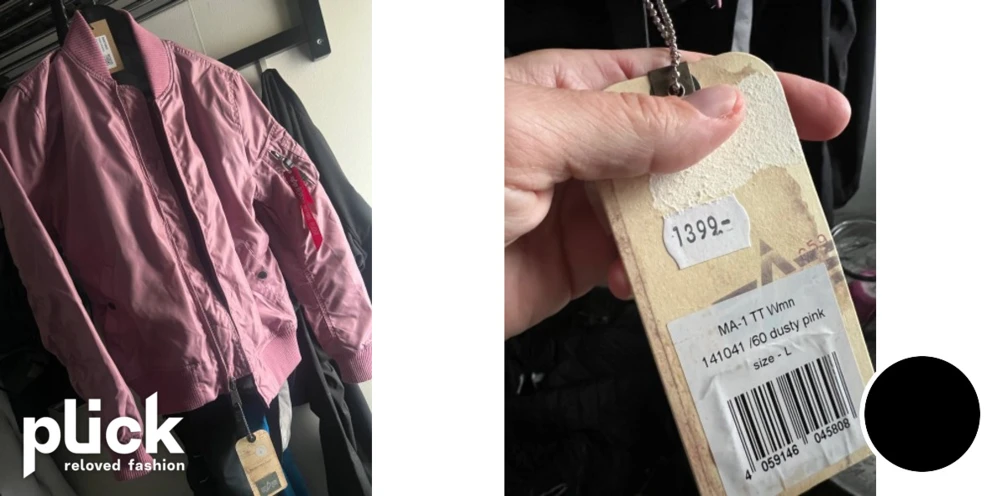 plick
reloved fashion
1399.-
MA-1 TT Wmn
141041 /60 dusty pink
size - L
4 059146 045808